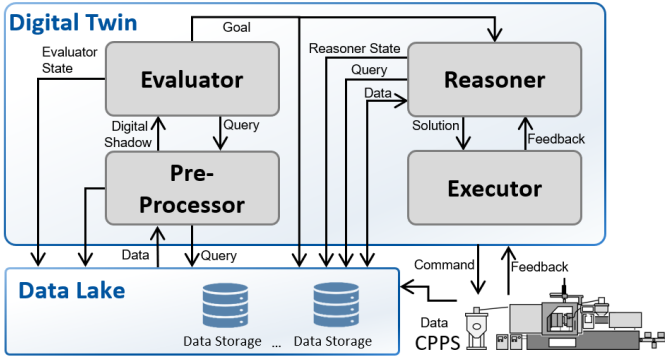 Digital Twin
Goal
Evaluator
State
Evaluator
Reasoner State
Query
Data
Reasoner
Digital
Shadow
Query
Solution
Feedback
Pre-
Processor
Executor
Data
Query
Command
Feedback
Data Lake
Data Storage ... Data Storage
Data
CPPS